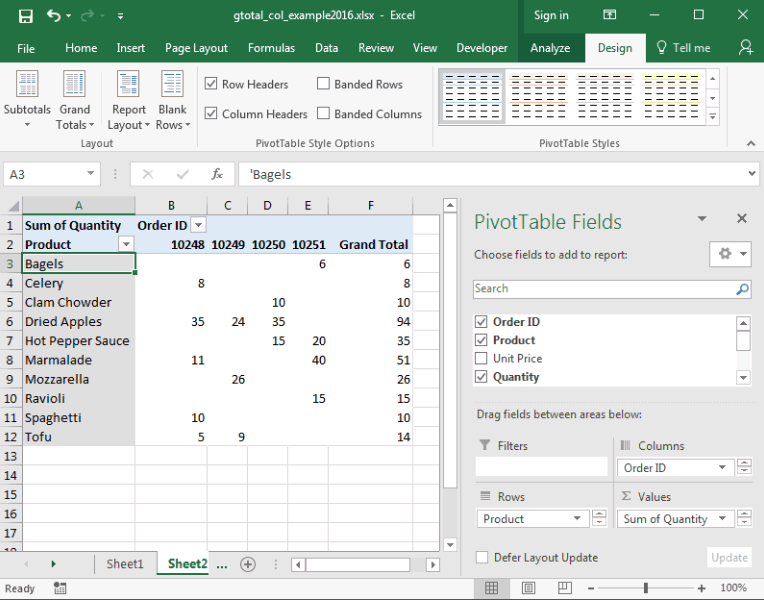 gtotal_col_example2016.xlsx - Excel
Sign in
File Home Insert Page Layout Formulas Data Review View Developer Analyze Design Tell me
Subtotals
Grand Totals
Report Layout
Blank Rows
Layout
Row Headers
Banded Rows
Column Headers
Banded Columns
PivotTable Style Options
PivotTable Styles
A3
fx
'Bagels
A B C D E F
1 Sum of Quantity Order ID
2 Product 10248 10249 10250 10251 Grand Total
3 Bagels 6 6
4 Celery 8 8
5 Clam Chowder 10 10
6 Dried Apples 35 24 35 94
7 Hot Pepper Sauce 15 20 35
8 Marmalade 11 40 51
9 Mozzarella 26 26
10 Ravioli 15 15
11 Spaghetti 10 10
12 Tofu 5 9 14
13
14
15
16
17
18
PivotTable Fields
Choose fields to add to report:
Search
Order ID
Product
Unit Price
Quantity
Drag fields between areas below:
Filters
Columns
Order ID
Rows
Σ Values
Product
Sum of Quantity
Defer Layout Update
Update
Sheet1 Sheet2 ...
Ready
100%